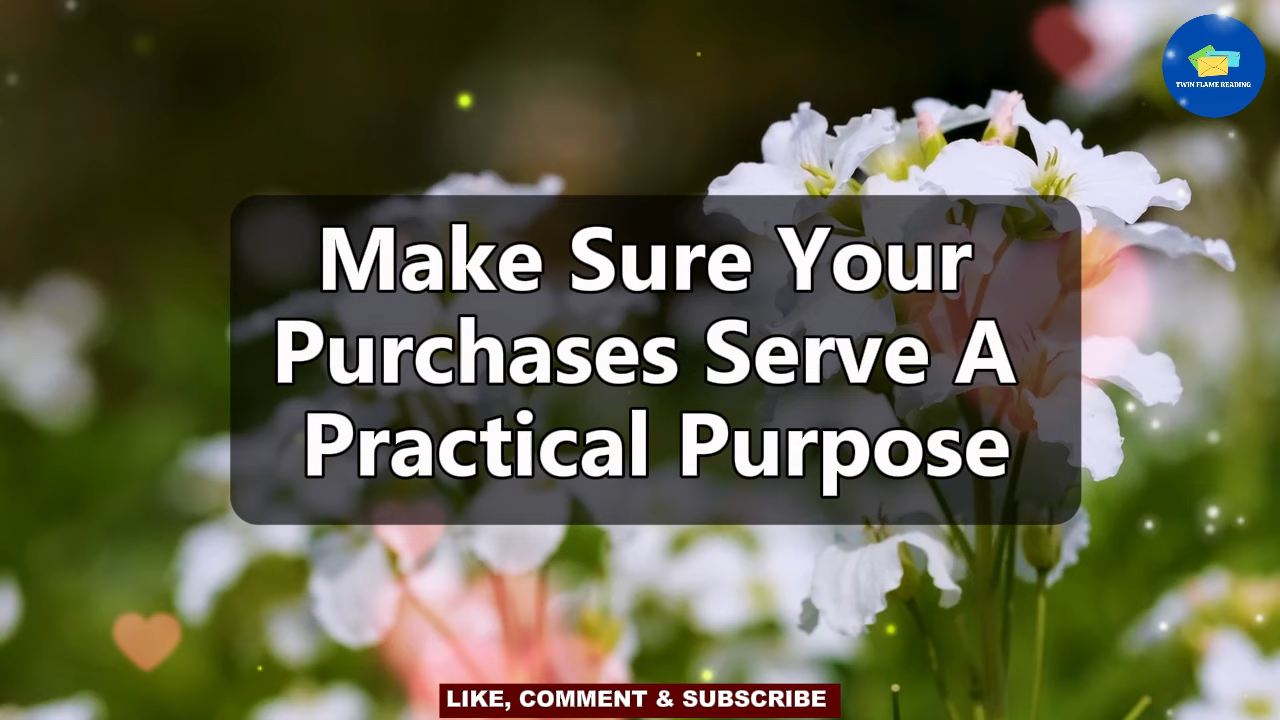 TWIN FLAME READING
Make Sure Your
Purchases Serve A
Practical Purpose
LIKE, COMMENT & SUBSCRIBE